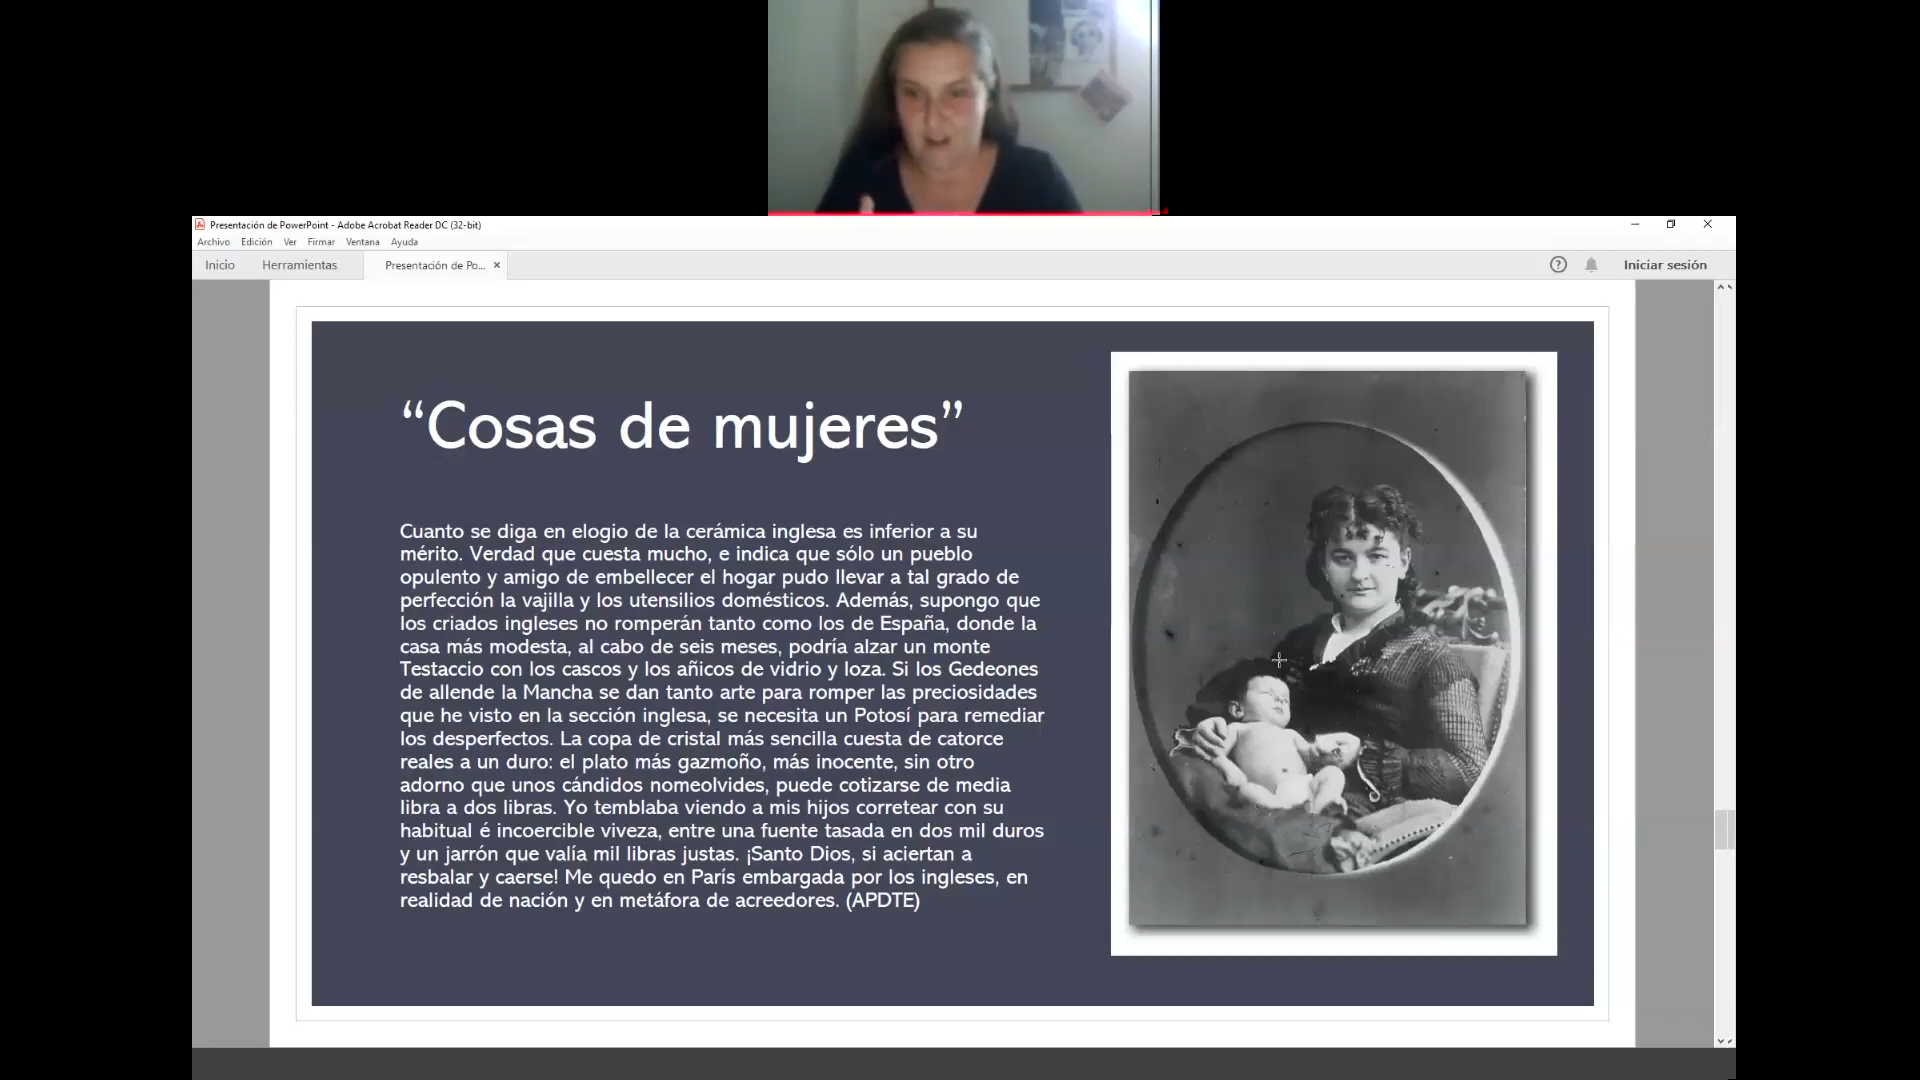 Presentación de PowerPoint - Adobe Acrobat Reader DC (32-bit)
Archivo Edición Ver Firmar Ventana Ayuda
Inicio Herramientas Presentación de Po... Iniciar sesión
“Cosas de mujeres”
Cuanto se diga en elogio de la cerámica inglesa es inferior a su
mérito. Verdad que cuesta mucho, e indica que sólo un pueblo
opulento y amigo de embellecer el hogar pudo llevar a tal grado de
perfección la vajilla y los utensilios domésticos. Además, supongo que
los criados ingleses no romperán tanto como los de España, donde la
casa más modesta, al cabo de seis meses, podría alzar un monte
Testaccio con los cascos y los añicos de vidrio y loza. Si los Gedeones
de allende la Mancha se dan tanto arte para romper las preciosidades
que he visto en la sección inglesa, se necesita un Potosí para remediar
los desperfectos. La copa de cristal más sencilla cuesta de catorce
reales a un duro: el plato más gazmoño, más inocente, sin otro
adorno que unos cándidos nomeolvides, puede cotizarse de media
libra a dos libras. Yo temblaba viendo a mis hijos corretear con su
habitual é incoercible viveza, entre una fuente tasada en dos mil duros
y un jarrón que valía mil libras justas. ¡Santo Dios, si aciertan a
resbalar y caerse! Me quedo en París embargada por los ingleses, en
realidad de nación y en metáfora de acreedores. (APDTE)